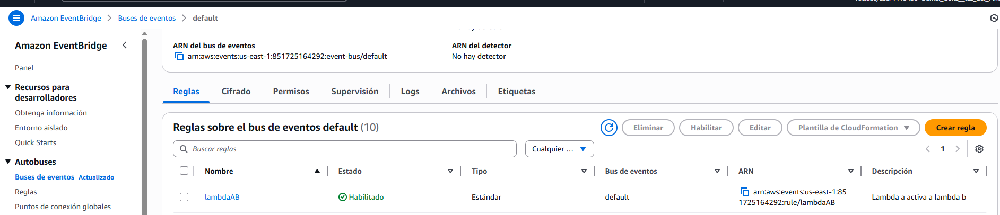 Amazon EventBridge > Buses de eventos > default
Amazon EventBridge
Panel
Recursos para
desarrolladores
Obtenga información
Entorno aislado
Quick Starts
Autobuses
Buses de eventos Actualizado
Reglas
Puntos de conexión globales
ARN del bus de eventos
arn:aws:events:us-east-1:851725164292:event-bus/default
ARN del detector
No hay detector
Reglas Cifrado Permisos Supervisión Logs Archivos Etiquetas
Reglas sobre el bus de eventos default (10)
Eliminar Habilitar Editar Plantilla de CloudFormation Crear regla
Buscar reglas Cualquier ... 1
Nombre Estado Tipo Bus de eventos ARN Descripción
lambdaAB Habilitado Estándar default arn:aws:events:us-east-1:85
1725164292:rule/lambdaAB Lambda a activa a lambda b